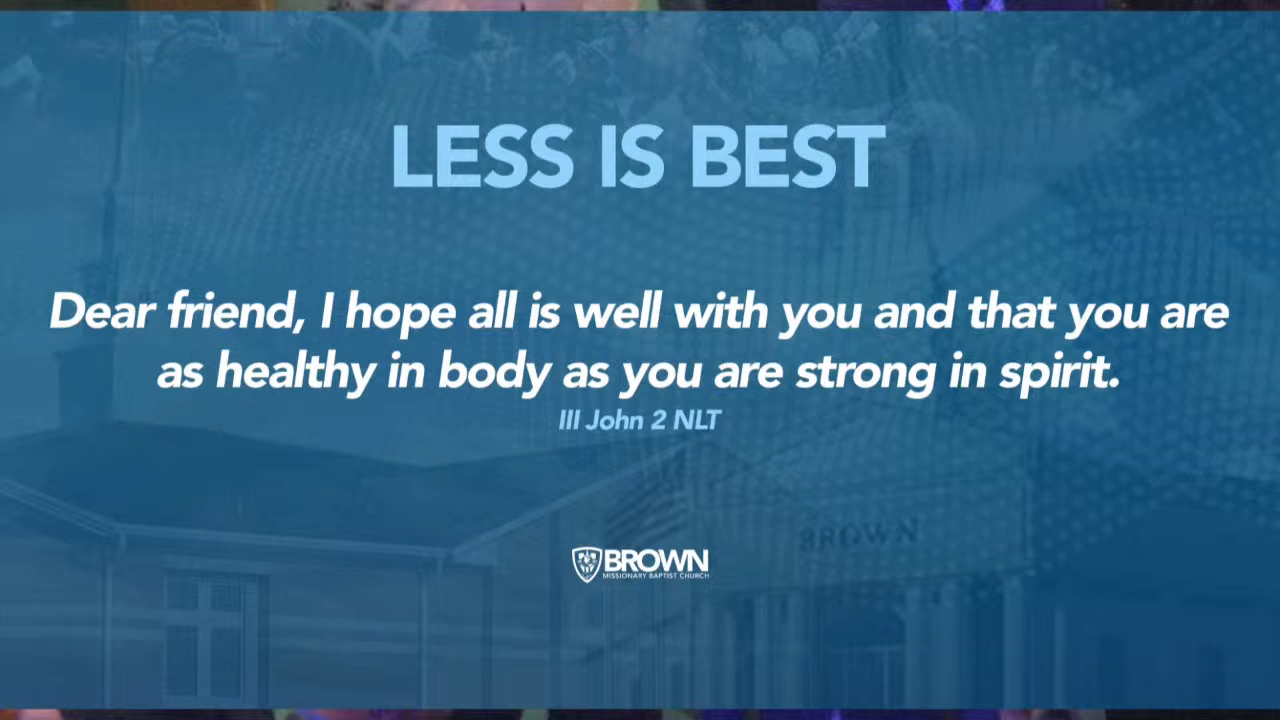 LESS IS BEST
Dear friend, I hope all is well with you and that you are
as healthy in body as you are strong in spirit.
III John 2 NLT
BROWN
BROWN
MISSIONARY BAPTIST CHURCH